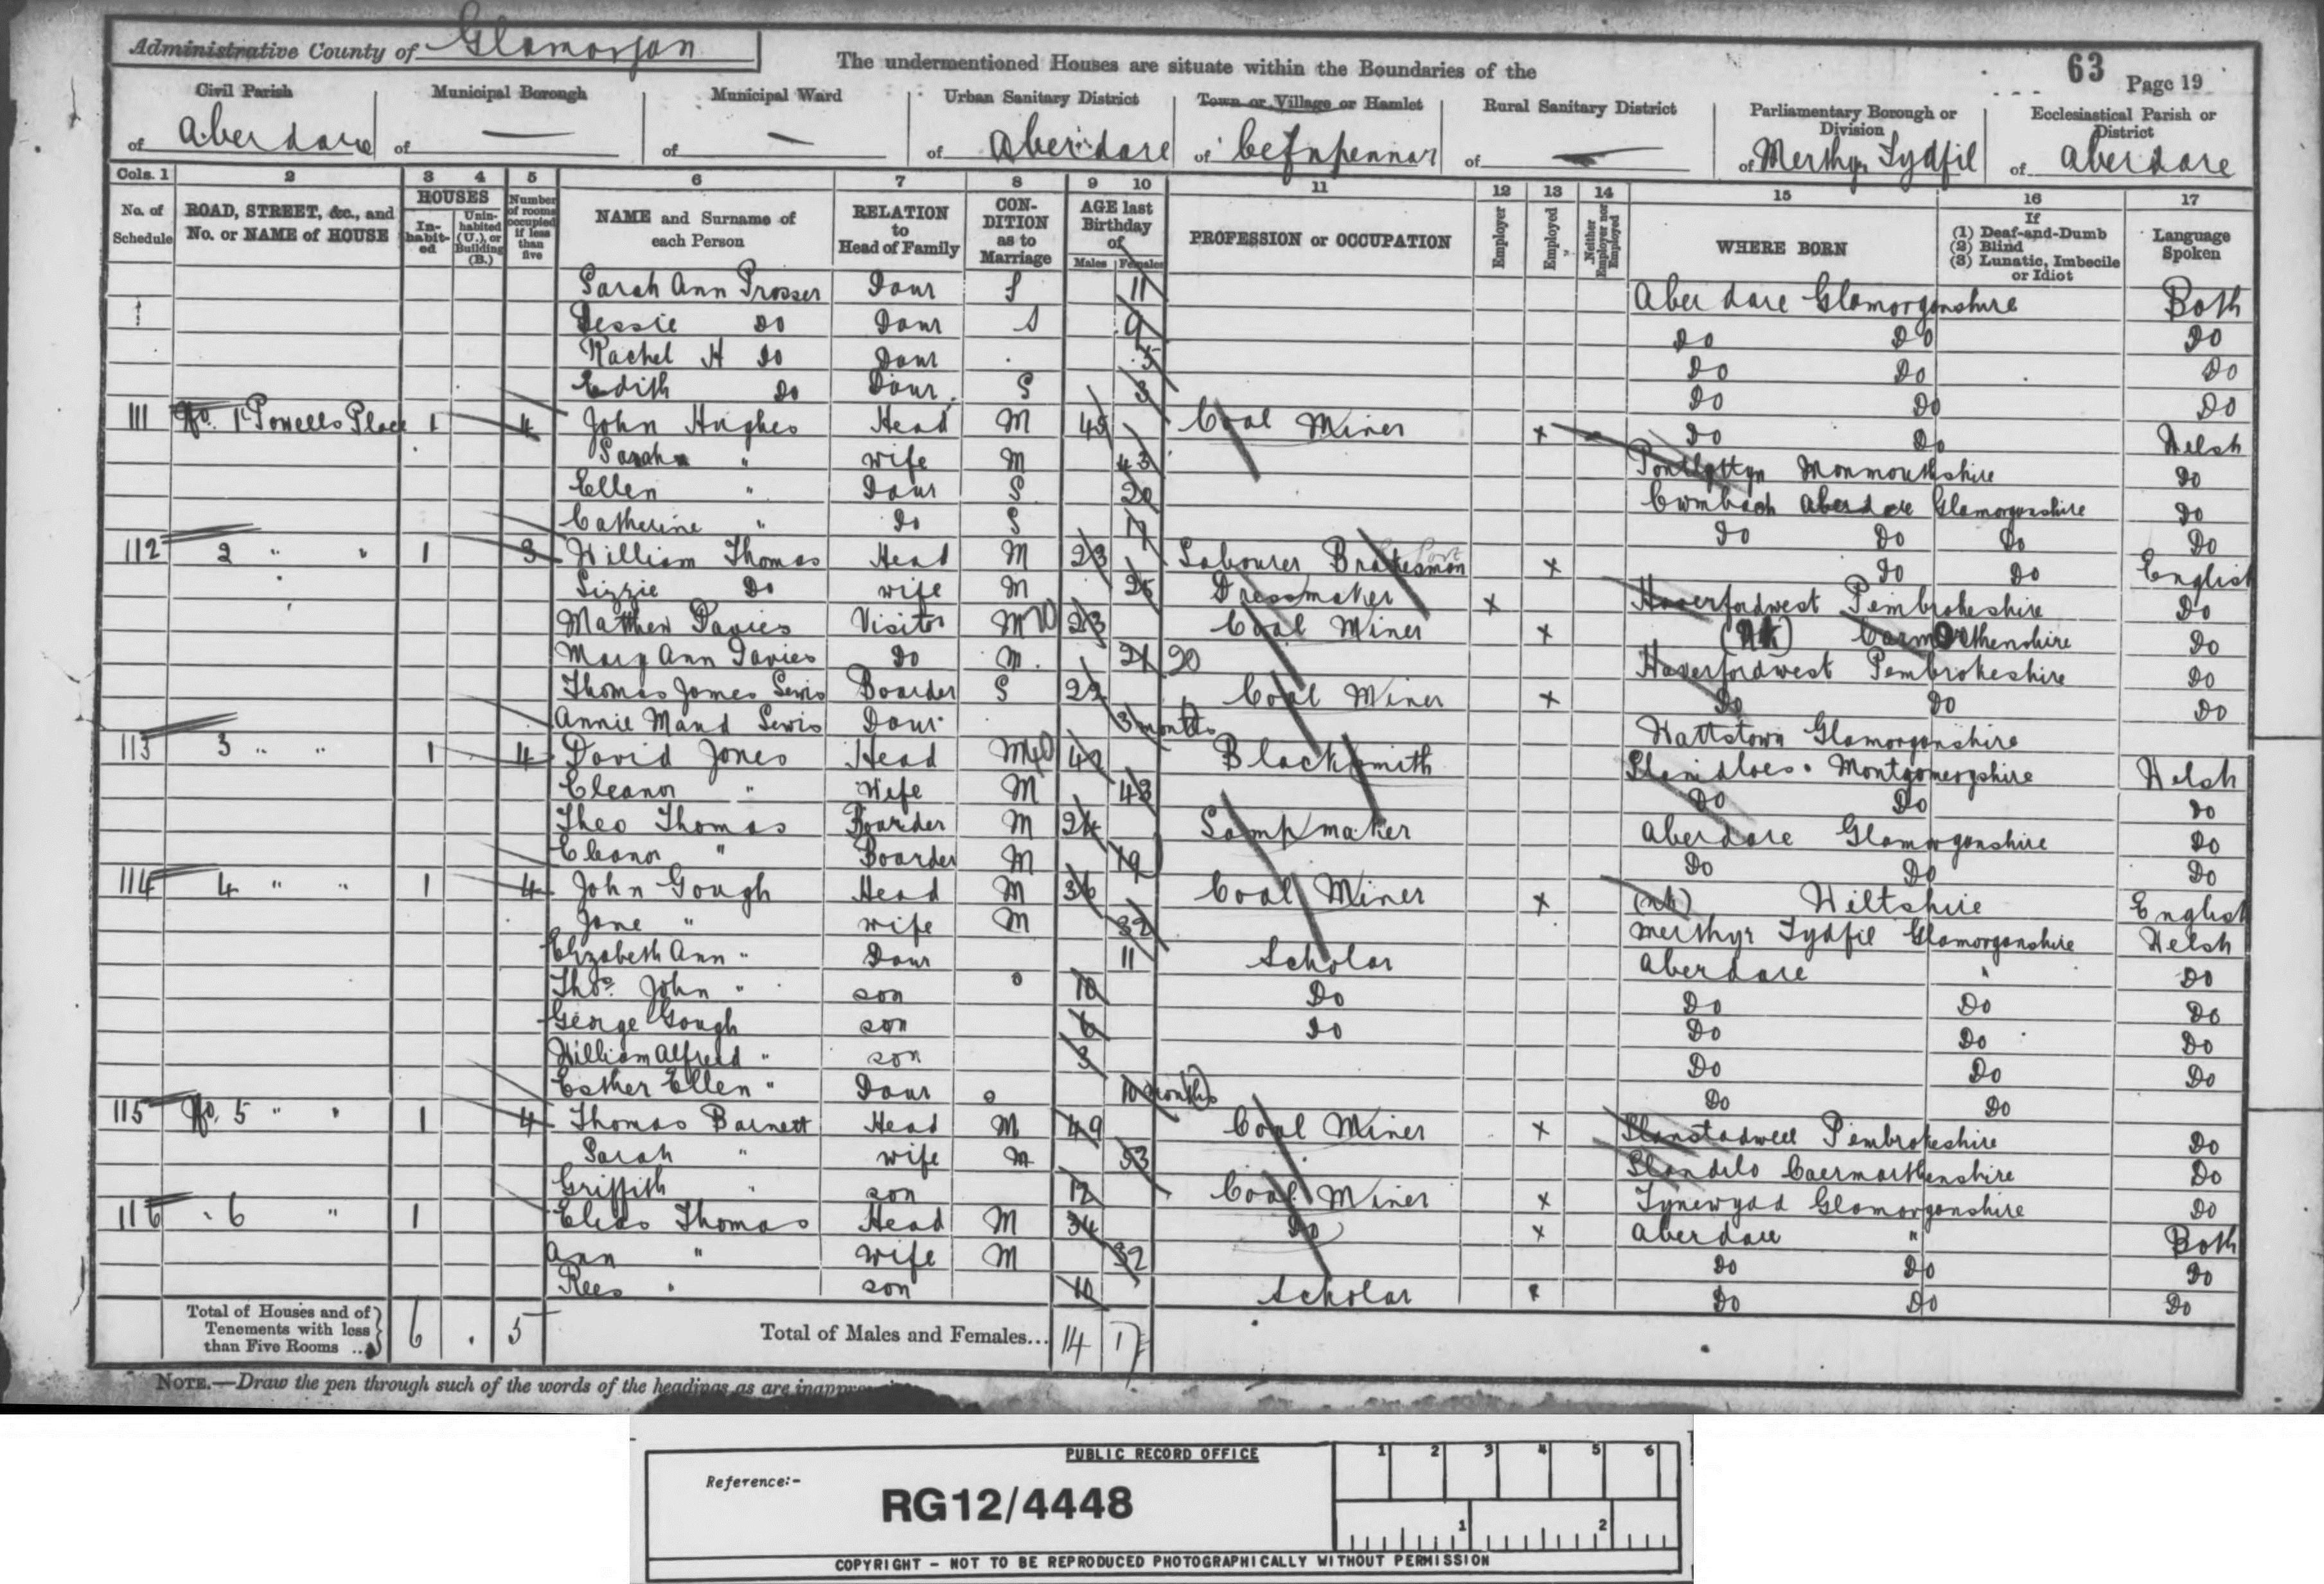 Administrative County of Glamorgan
The undermentioned Houses are situate within the Boundaries of the
63 Page 19
Civil Parish of Aberdare
Municipal Borough of —
Municipal Ward of —
Urban Sanitary District of Aberdare
Town or Village or Hamlet of Cefnpennar
Rural Sanitary District of —
Parliamentary Borough or Division of Merthyr Tydfil
Ecclesiastical Parish or District of Aberdare
Cols. 1 2 3 4 5 6 7 8 9 10 11 12 13 14 15 16 17
No. of Schedule
ROAD, STREET, &c., and No. or NAME of HOUSE
HOUSES
In-habit-ed
Unin-habited (U.), or Building (B.)
Number of rooms occupied if less than five
NAME and Surname of each Person
RELATION to Head of Family
CON-DITION as to Marriage
AGE last Birthday of
Males Females
PROFESSION or OCCUPATION
Employer
Employed
Neither Employer nor Employed
WHERE BORN
If (1) Deaf-and-Dumb (2) Blind (3) Lunatic, Imbecile or Idiot
Language Spoken
Sarah Ann Prosser Daur S 11 Aberdare Glamorganshire Both
Bessie Do Daur S 9 Do Do Do
Rachel H Do Daur 5 Do Do Do
Edith Do Daur S 3 Do Do Do
111 No. 1 Powells Place 1 4 John Hughes Head M 45 Coal Miner x Do Do Welsh
Sarah " wife M 43 Pontlottyn Monmouthshire Do
Ellen " Daur S 20 Cwmbach Aberdare Glamorganshire Do
Catherine " Do S 17 Do Do Do Do
112 2 " " 1 3 William Thomas Head M 23 Labourer Brakesman x Do Do English
Lizzie Do wife M 25 Dressmaker x Haverfordwest Pembrokeshire Do
Matthew Davies Visitor M 23 Coal Miner x (NK) Carmarthenshire Do
Mary Ann Davies Do M 21 20 Haverfordwest Pembrokeshire Do
Thomas James Lewis Boarder S 22 Coal Miner x Do Do Do
Annie Maud Lewis Daur 3 months Wattstown Glamorganshire
113 3 " " 1 4 David Jones Head M 42 Blacksmith Llanidloes Montgomeryshire Welsh
Eleanor " Wife M 43 Do Do Do
Theo Thomas Boarder M 24 Lampmaker Aberdare Glamorganshire Do
Eleanor " Boarder M 19 Do Do Do
114 4 " " 1 4 John Gough Head M 36 Coal Miner x (nk) Wiltshire English
Jane " wife M 32 Merthyr Tydfil Glamorganshire Welsh
Elizabeth Ann " Daur 11 Scholar Aberdare " Do
Thos. John " son 10 Do Do Do Do
George Gough son 6 Do Do Do Do
William Alfred " son 3 Do Do Do
Esther Ellen " Daur 10 months Do Do
115 No. 5 " " 1 4 Thomas Barnett Head M 49 Coal Miner x Llanstadwell Pembrokeshire Do
Sarah " wife M 53 Llandilo Caermarthenshire Do
Griffith " son 12 Coal Miner x Tynewydd Glamorganshire Do
116 6 " 1 Elias Thomas Head M 34 Do x Aberdare " Both
Ann " wife M 32 Do Do Do
Rees " son 10 Scholar x Do Do Do
Total of Houses and of Tenements with less than Five Rooms 6 . 5
Total of Males and Females... 14 17
NOTE.—Draw the pen through such of the words of the headings as are
PUBLIC RECORD OFFICE
Reference:-
RG12/4448
1 2 3 4 5 6
1 2
COPYRIGHT - NOT TO BE REPRODUCED PHOTOGRAPHICALLY WITHOUT PERMISSION